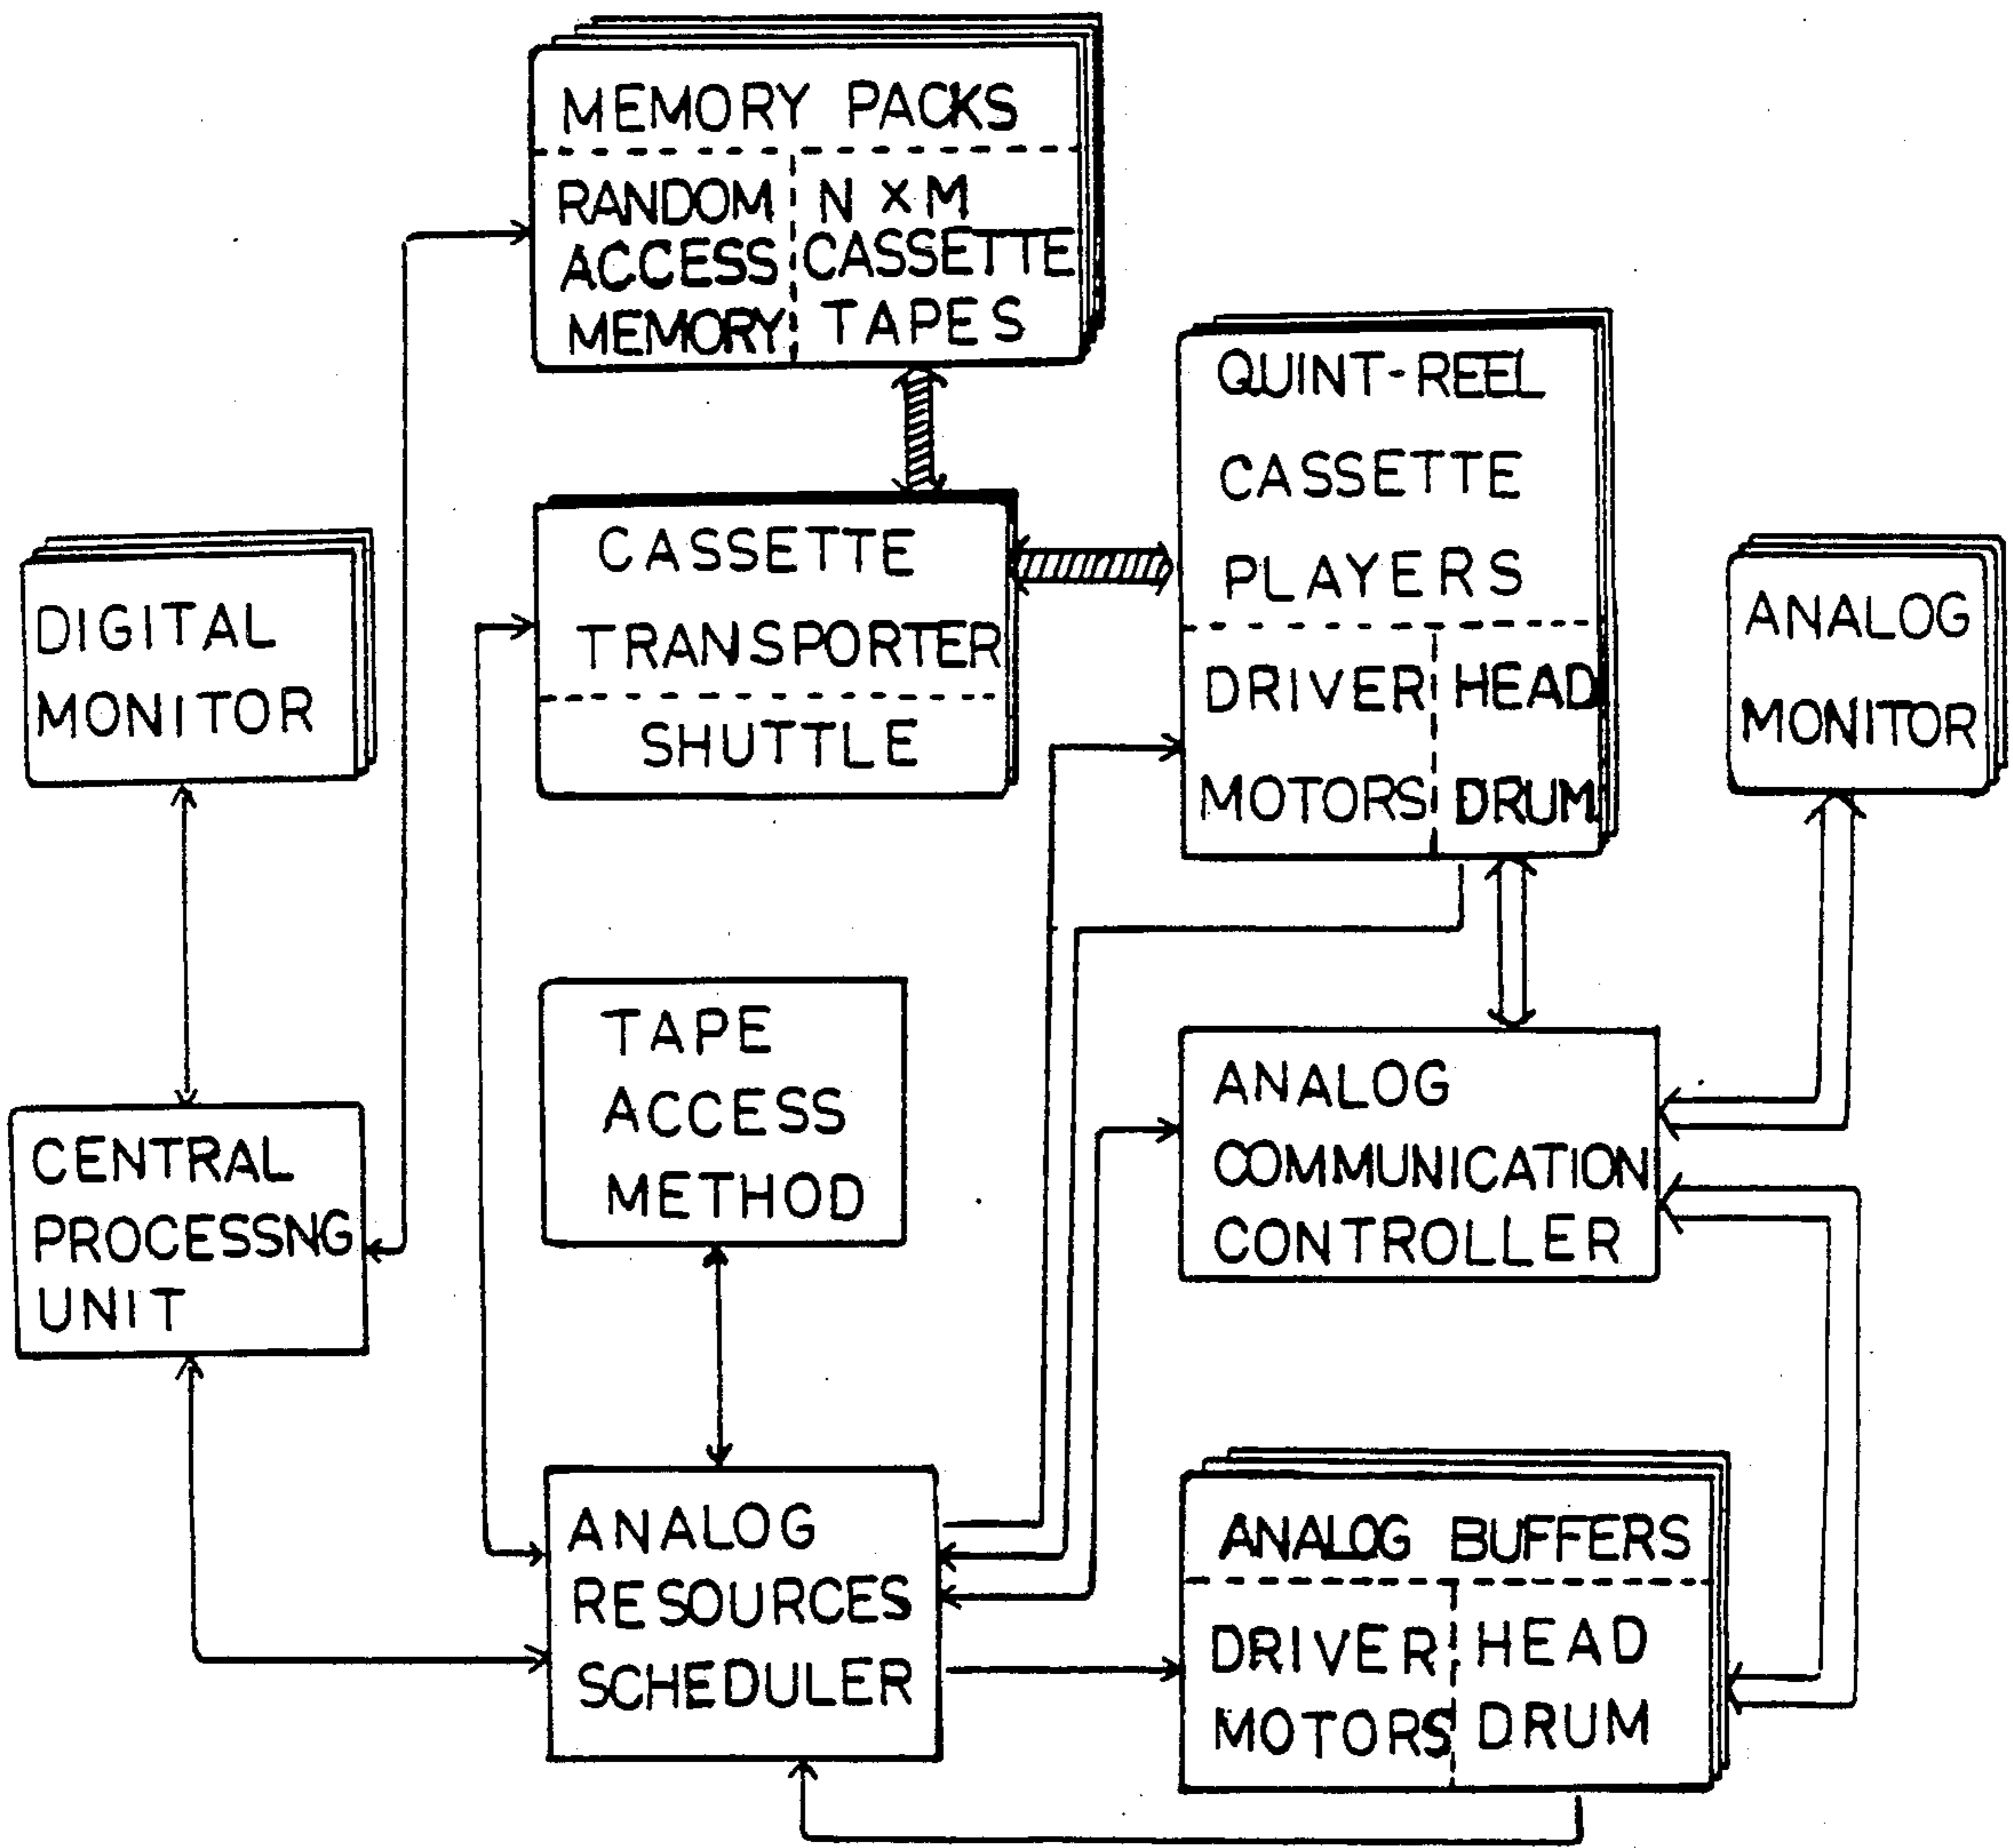 MEMORY PACKS
RANDOM
ACCESS
MEMORY
N X M
CASSETTE
TAPES
QUINT-REEL
CASSETTE
PLAYERS
DRIVER
MOTORS
HEAD
DRUM
CASSETTE
TRANSPORTER
SHUTTLE
DIGITAL
MONITOR
ANALOG
MONITOR
TAPE
ACCESS
METHOD
ANALOG
COMMUNICATION
CONTROLLER
CENTRAL
PROCESSNG
UNIT
ANALOG
RESOURCES
SCHEDULER
ANALOG BUFFERS
DRIVER
MOTORS
HEAD
DRUM